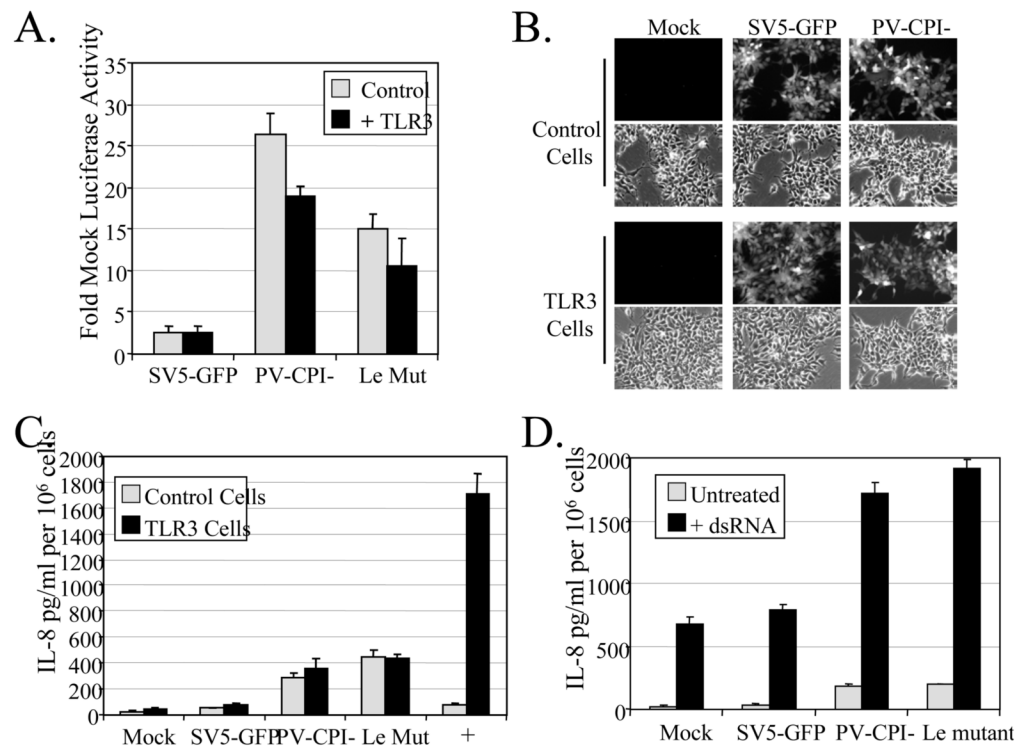 A.
Fold Mock Luciferase Activity
35
30
25
20
15
10
5
0
Control
+ TLR3
SV5-GFP PV-CPI- Le Mut
B.
Mock SV5-GFP PV-CPI-
Control
Cells
TLR3
Cells
C.
IL-8 pg/ml per 10⁶ cells
2000
1800
1600
1400
1200
1000
800
600
400
200
0
Control Cells
TLR3 Cells
Mock SV5-GFP PV-CPI- Le Mut +
D.
IL-8 pg/ml per 10⁶ cells
2000
1500
1000
500
0
Untreated
+ dsRNA
Mock SV5-GFP PV-CPI- Le mutant